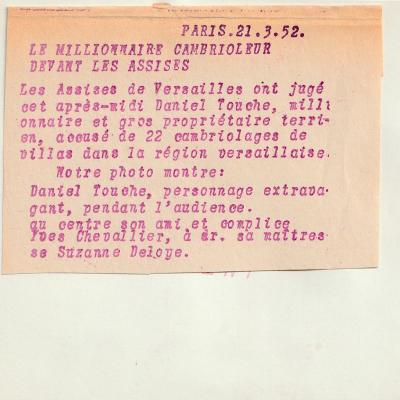 PARIS.21.3.52.
LE MILLIONNAIRE CAMBRIOLEUR
DEVANT LES ASSISES
Les Assises de Versailles ont jugé
cet après-midi Daniel Touche, milli
onnaire et gros propriétaire terri-
en, accusé de 22 cambriolages de
villas dans la région versaillaise.
Notre photo montre:
Daniel Touche, personnage extrava-
gant, pendant l'audience.
au centre son ami et complice
Yves Chevallier, à dr. sa maîtres-
se Suzanne Deloye.